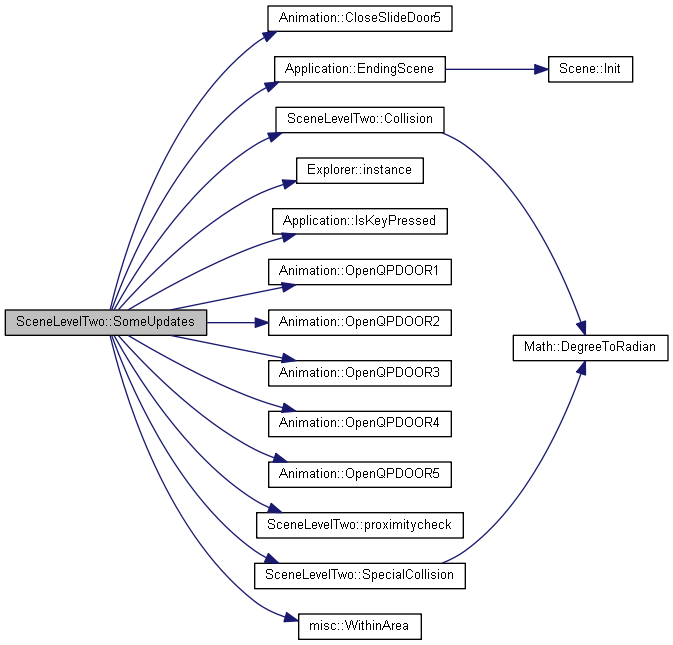 Animation::CloseSlideDoor5
Application::EndingScene
Scene::Init
SceneLevelTwo::Collision
Explorer::instance
Application::IsKeyPressed
Animation::OpenQPDOOR1
SceneLevelTwo::SomeUpdates
Animation::OpenQPDOOR2
Math::DegreeToRadian
Animation::OpenQPDOOR3
Animation::OpenQPDOOR4
Animation::OpenQPDOOR5
SceneLevelTwo::proximitycheck
SceneLevelTwo::SpecialCollision
misc::WithinArea